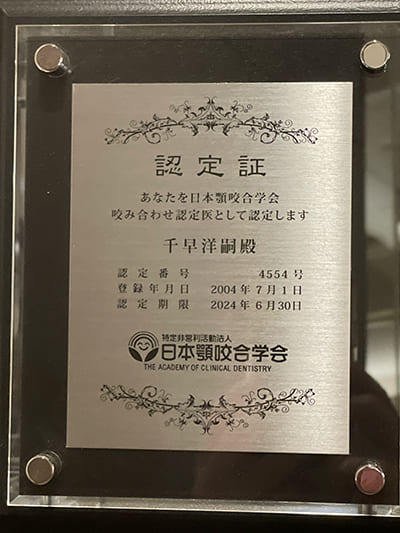 認定証
あなたを日本顎咬合学会
咬み合わせ認定医として認定します
千早洋嗣殿
認定番号 4554号
登録年月日 2004年7月1日
認定期限 2024年6月30日
特定非営利活動法人
日本顎咬合学会
THE ACADEMY OF CLINICAL DENTISTRY